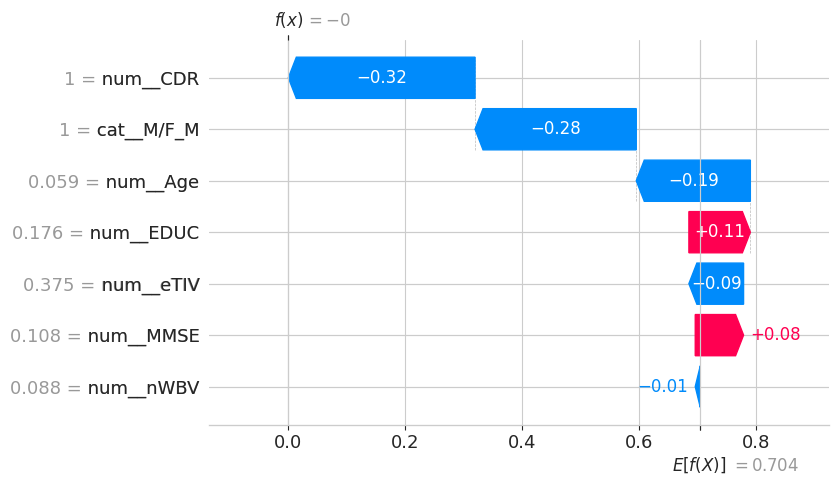 f(x) = −0
1 = num__CDR −0.32
1 = cat__M/F_M −0.28
0.059 = num__Age −0.19
0.176 = num__EDUC +0.11
0.375 = num__eTIV −0.09
0.108 = num__MMSE +0.08
0.088 = num__nWBV −0.01
0.0 0.2 0.4 0.6 0.8
E[f(X)] = 0.704